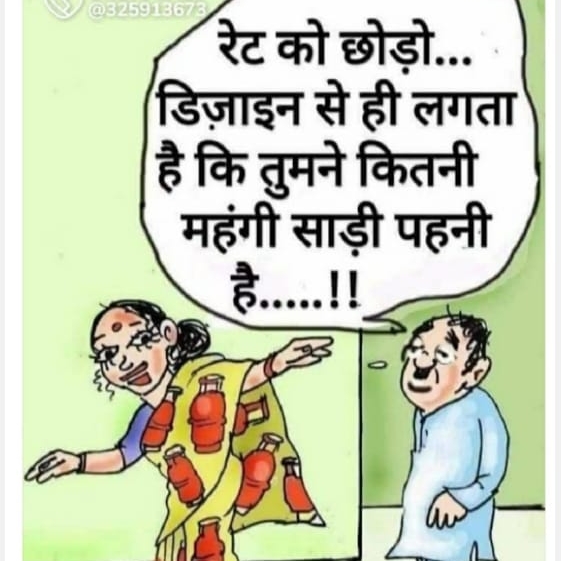 @325913673
रेट को छोड़ो...
डिज़ाइन से ही लगता
है कि तुमने कितनी
महंगी साड़ी पहनी
है.....!!